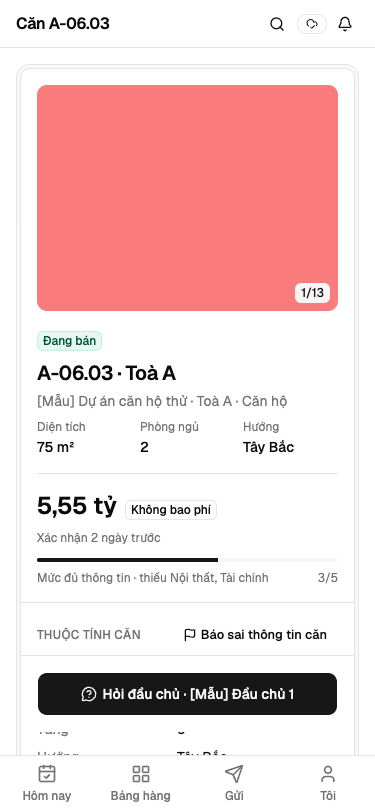 Căn A-06.03
1/13
Đang bán
A-06.03 · Toà A
[Mẫu] Dự án căn hộ thử · Toà A · Căn hộ
Diện tích Phòng ngủ Hướng
75 m² 2 Tây Bắc
5,55 tỷ Không bao phí
Xác nhận 2 ngày trước
Mức đủ thông tin · thiếu Nội thất, Tài chính 3/5
THUỘC TÍNH CĂN Báo sai thông tin căn
Hỏi đầu chủ · [Mẫu] Đầu chủ 1
Hôm nay Bảng hàng Gửi Tôi